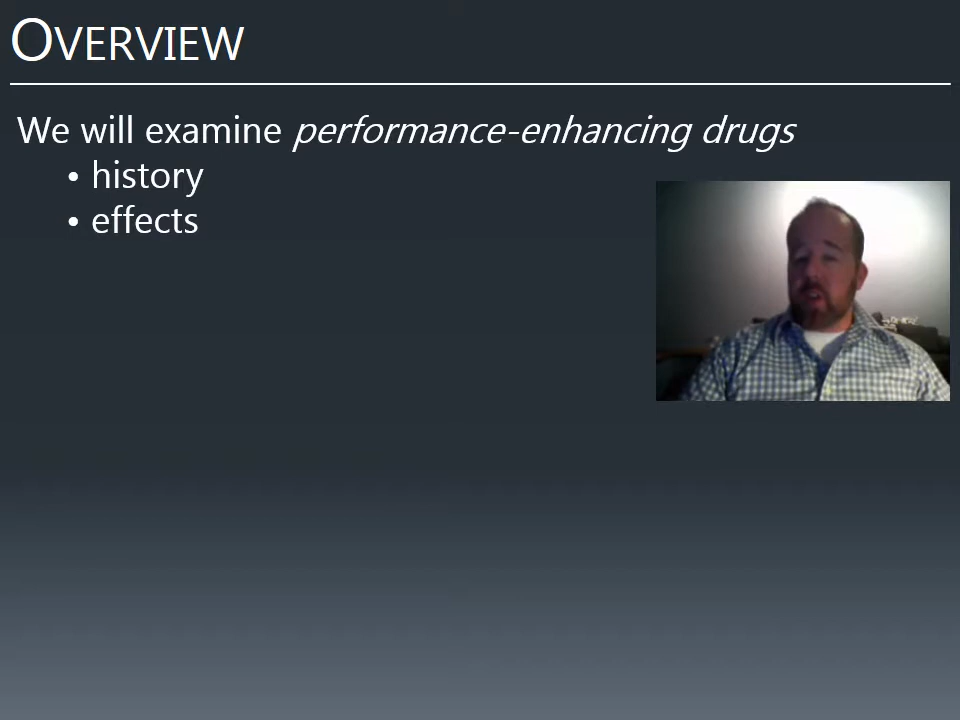 OVERVIEW
We will examine performance-enhancing drugs
• history
• effects